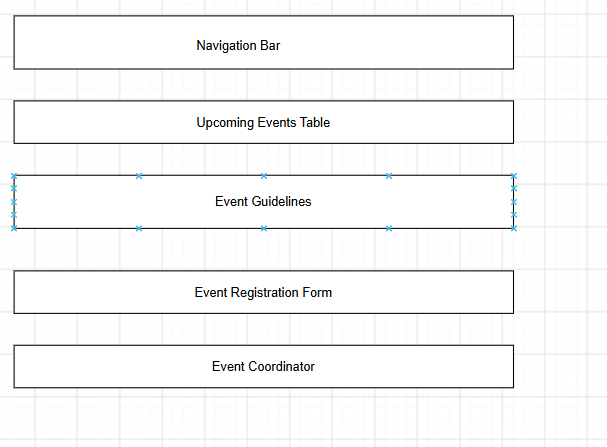 Navigation Bar
Upcoming Events Table
Event Guidelines
Event Registration Form
Event Coordinator